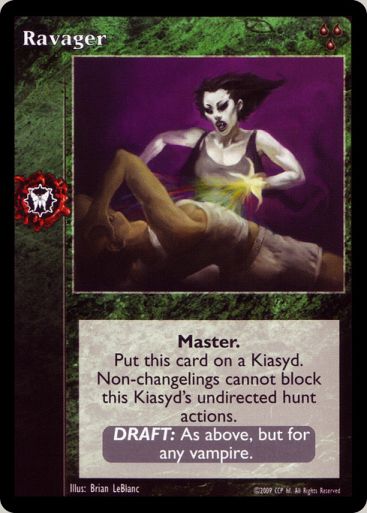 Ravager
Master.
Put this card on a Kiasyd.
Non-changelings cannot block
this Kiasyd's undirected hunt
actions.
DRAFT: As above, but for
any vampire.
Illus: Brian LeBlanc
©2009 CCP hf. All Rights Reserved